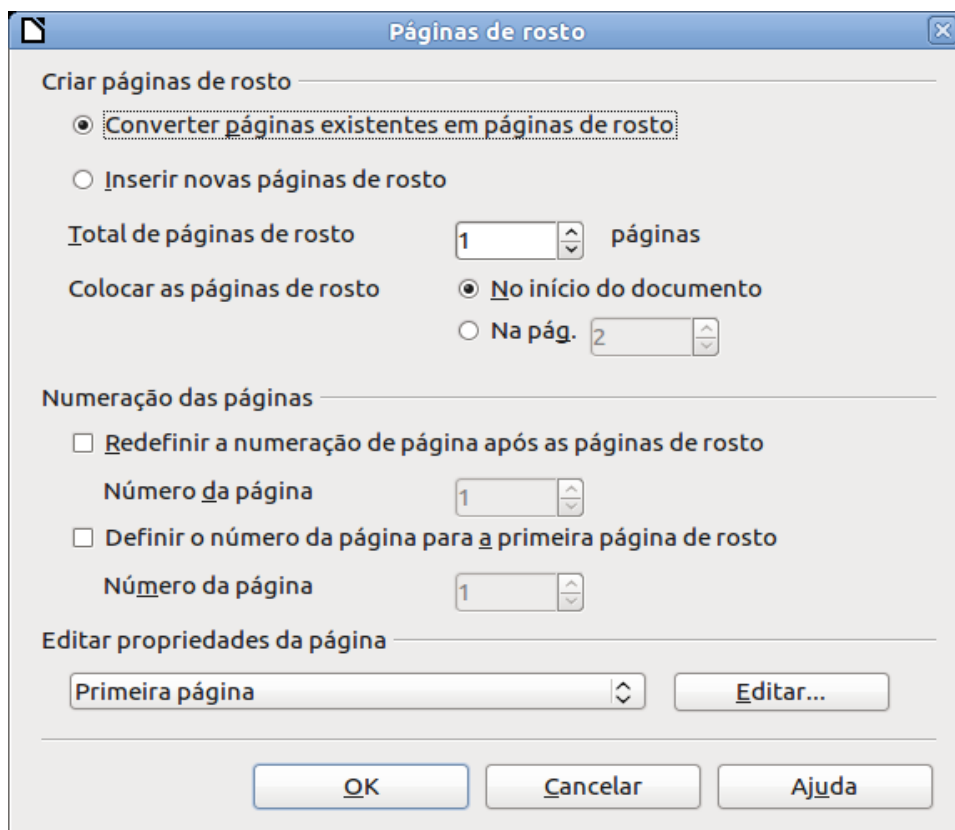 Páginas de rosto
Criar páginas de rosto
Converter páginas existentes em páginas de rosto
Inserir novas páginas de rosto
Total de páginas de rosto 1 páginas
Colocar as páginas de rosto No início do documento
Na pág. 2
Numeração das páginas
Redefinir a numeração de página após as páginas de rosto
Número da página 1
Definir o número da página para a primeira página de rosto
Número da página 1
Editar propriedades da página
Primeira página Editar...
OK Cancelar Ajuda